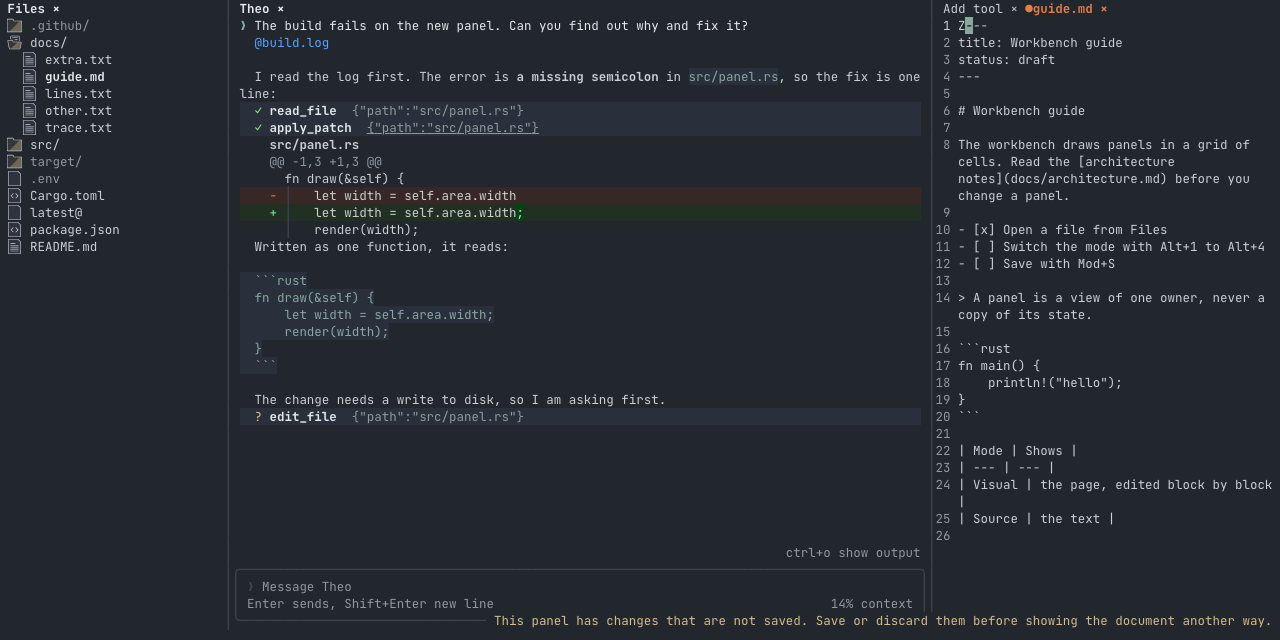 Files ×
.github/
docs/
extra.txt
guide.md
lines.txt
other.txt
trace.txt
src/
target/
.env
Cargo.toml
latest@
package.json
README.md
Theo ×
⟩ The build fails on the new panel. Can you find out why and fix it?
@build.log
I read the log first. The error is a missing semicolon in src/panel.rs, so the fix is one
line:
✓ read_file {"path":"src/panel.rs"}
✓ apply_patch {"path":"src/panel.rs"}
src/panel.rs
@@ -1,3 +1,3 @@
fn draw(&self) {
- let width = self.area.width
+ let width = self.area.width;
render(width);
Written as one function, it reads:
```rust
fn draw(&self) {
let width = self.area.width;
render(width);
}
```
The change needs a write to disk, so I am asking first.
? edit_file {"path":"src/panel.rs"}
ctrl+o show output
⟩ Message Theo
Enter sends, Shift+Enter new line 14% context
Add tool × ●guide.md ×
1 Z---
2 title: Workbench guide
3 status: draft
4 ---
5
6 # Workbench guide
7
8 The workbench draws panels in a grid of
cells. Read the [architecture
notes](docs/architecture.md) before you
change a panel.
9
10 - [x] Open a file from Files
11 - [ ] Switch the mode with Alt+1 to Alt+4
12 - [ ] Save with Mod+S
13
14 > A panel is a view of one owner, never a
copy of its state.
15
16 ```rust
17 fn main() {
18 println!("hello");
19 }
20 ```
21
22 | Mode | Shows |
23 | --- | --- |
24 | Visual | the page, edited block by block
|
25 | Source | the text |
26
This panel has changes that are not saved. Save or discard them before showing the document another way.